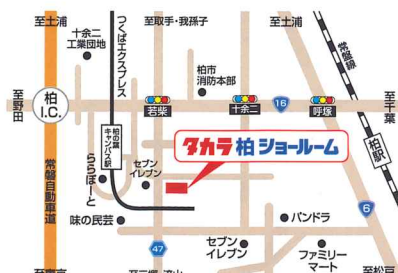 至土浦
十余二
工業団地
つくばエクスプレス
至取手・我孫子
至土浦
柏市
消防本部
常磐線
至野田
柏
I.C.
若柴
十余二
16
呼塚
至千葉
柏の葉
キャンパス駅
タカラ柏ショールーム
柏駅
常磐自動車道
ららぽーと
セブン
イレブン
味の民芸
47
セブン
イレブン
パンドラ
6
ファミリー
マート
至松戸